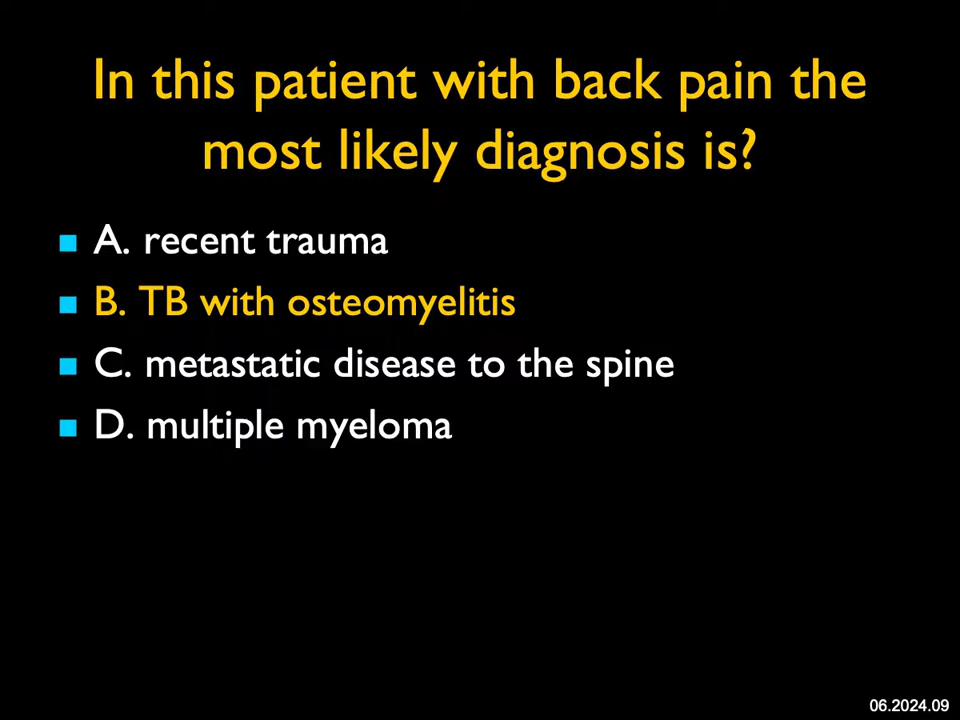 In this patient with back pain the
most likely diagnosis is?
A. recent trauma
B. TB with osteomyelitis
C. metastatic disease to the spine
D. multiple myeloma
06.2024.09